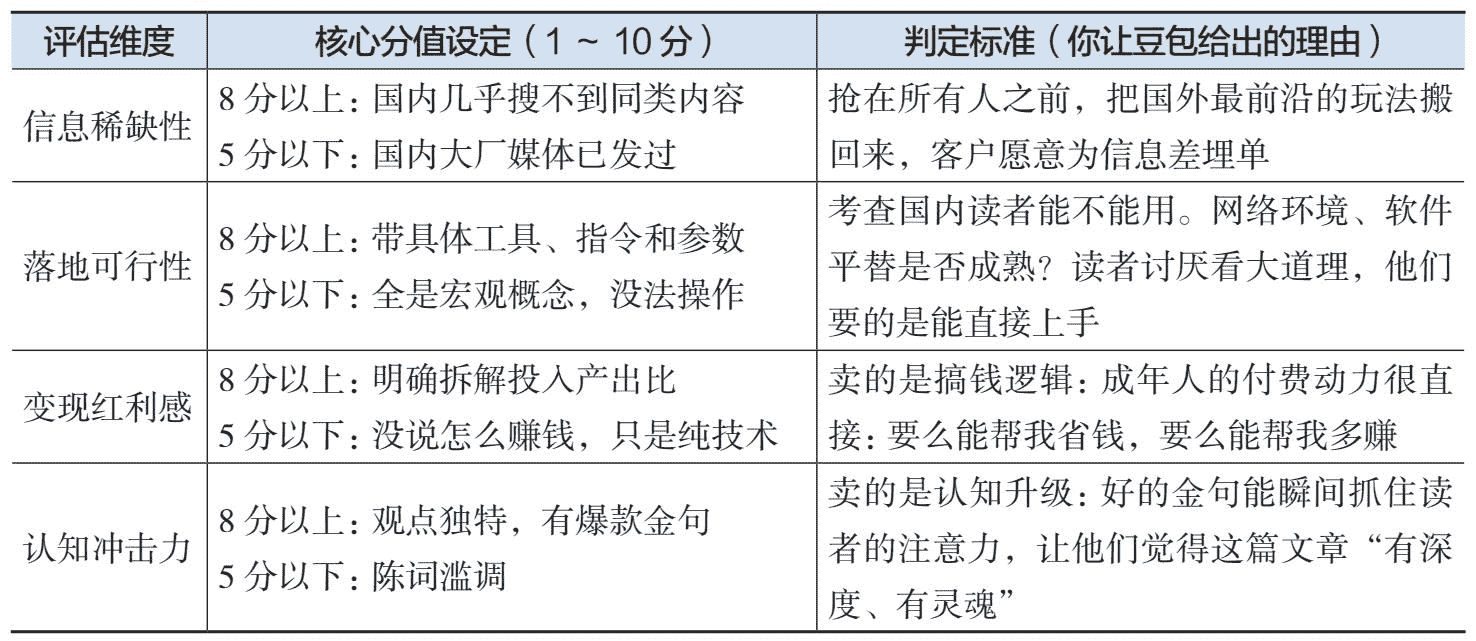 评估维度
核心分值设定（1 ~ 10分）
判定标准（你让豆包给出的理由）
信息稀缺性
8分以上：国内几乎搜不到同类内容
5分以下：国内大厂媒体已发过
抢在所有人之前，把国外最前沿的玩法搬
回来，客户愿意为信息差埋单
落地可行性
8分以上：带具体工具、指令和参数
5分以下：全是宏观概念，没法操作
考查国内读者能不能用。网络环境、软件
平替是否成熟？读者讨厌看大道理，他们
要的是能直接上手
变现红利感
8分以上：明确拆解投入产出比
5分以下：没说怎么赚钱，只是纯技术
卖的是搞钱逻辑：成年人的付费动力很直
接：要么能帮我省钱，要么能帮我多赚
认知冲击力
8分以上：观点独特，有爆款金句
5分以下：陈词滥调
卖的是认知升级：好的金句能瞬间抓住读
者的注意力，让他们觉得这篇文章“有深
度、有灵魂”